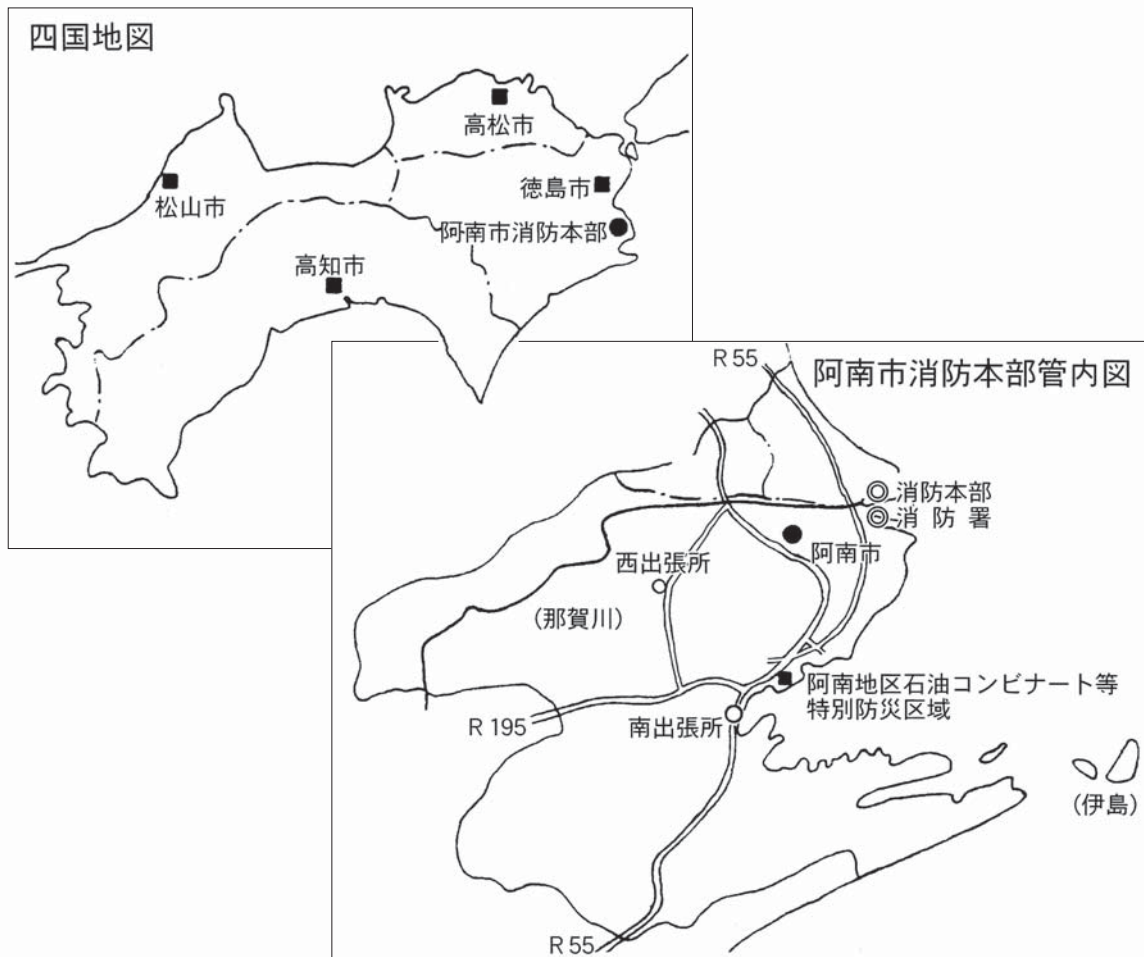 四国地図
高松市
徳島市
松山市
阿南市消防本部
高知市
阿南市消防本部管内図
R 55
消防本部
消 防 署
阿南市
西出張所
(那賀川)
阿南地区石油コンビナート等
特別防災区域
R 195
南出張所
(伊島)
R 55